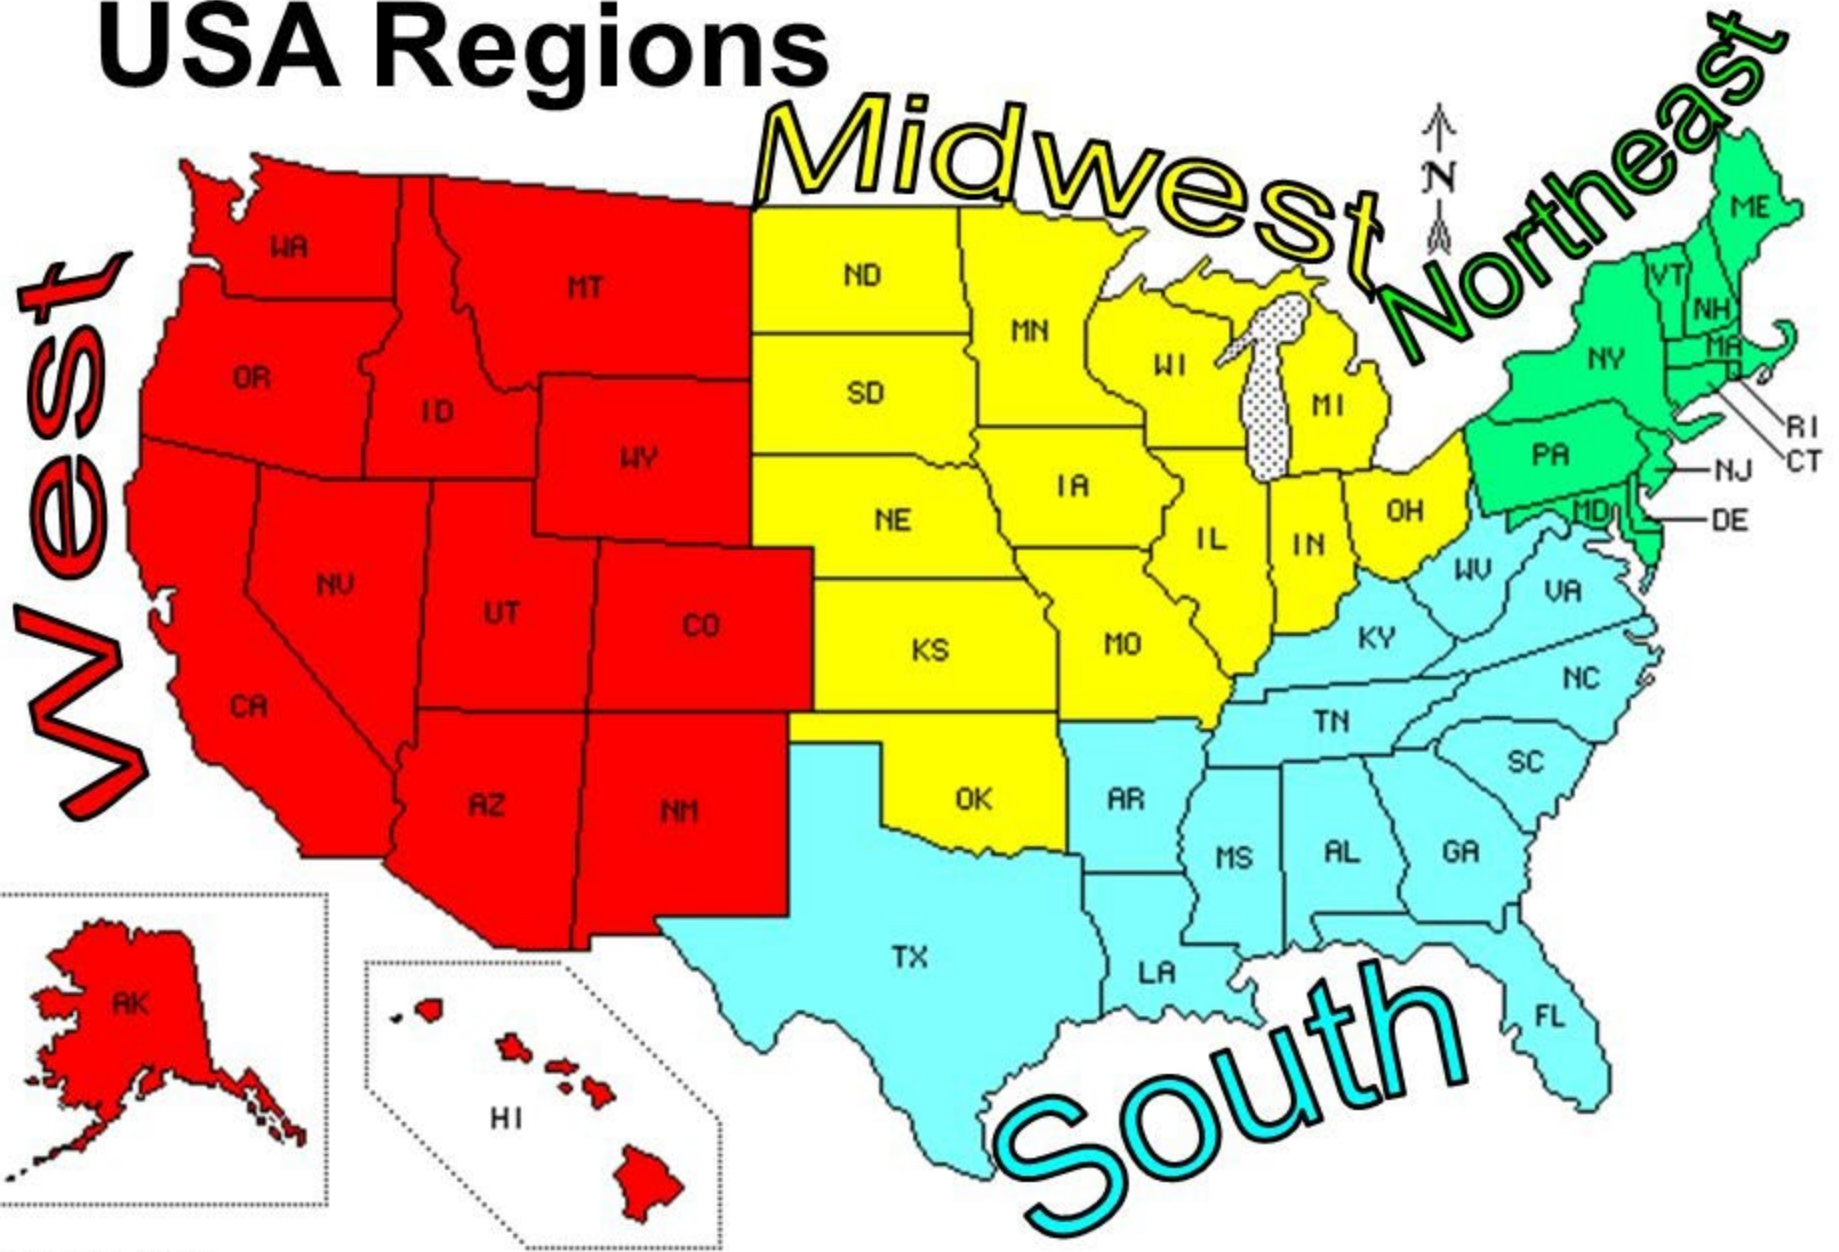 USA Regions
Midwest
Northeast
West
South
N
WA
MT
ND
MN
ME
OR
ID
SD
WI
MI
VT
NH
NY
MA
RI
CT
WY
NE
IA
PA
NJ
DE
MD
IL
IN
OH
WV
VA
NV
UT
CO
KS
MO
KY
NC
CA
TN
SC
AZ
NM
OK
AR
MS
AL
GA
TX
LA
FL
AK
HI